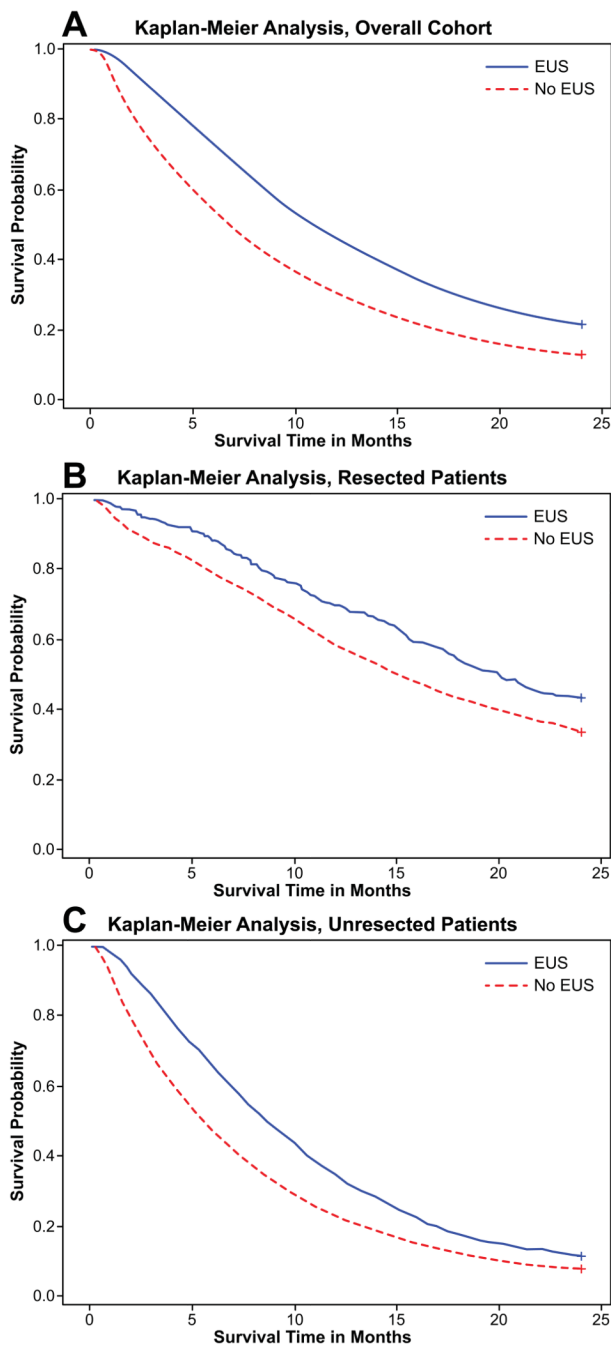 A
Kaplan-Meier Analysis, Overall Cohort
1.0
0.8
0.6
0.4
0.2
0.0
Survival Probability
EUS
No EUS
0 5 10 15 20 25
Survival Time in Months
B
Kaplan-Meier Analysis, Resected Patients
1.0
0.8
0.6
0.4
0.2
0.0
Survival Probability
EUS
No EUS
0 5 10 15 20 25
Survival Time in Months
C
Kaplan-Meier Analysis, Unresected Patients
1.0
0.8
0.6
0.4
0.2
0.0
Survival Probability
EUS
No EUS
0 5 10 15 20 25
Survival Time in Months